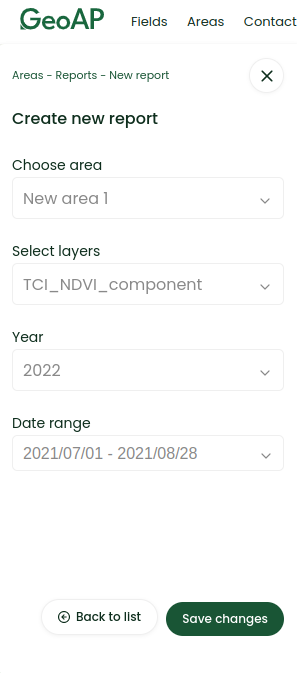 GeoAP Fields Areas Contact
Areas - Reports - New report
Create new report
Choose area
New area 1
Select layers
TCI_NDVI_component
Year
2022
Date range
2021/07/01 - 2021/08/28
Back to list Save changes